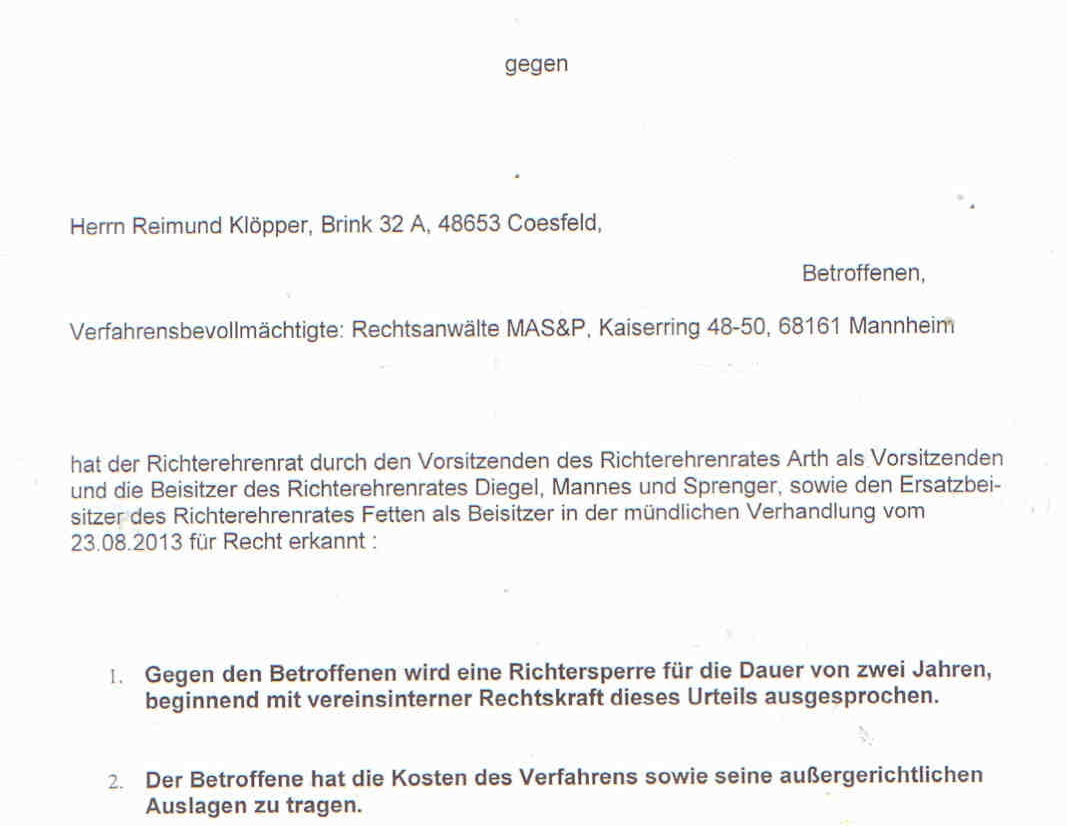 gegen
Herrn Reimund Klöpper, Brink 32 A, 48653 Coesfeld,
Betroffenen,
Verfahrensbevollmächtigte: Rechtsanwälte MAS&P, Kaiserring 48-50, 68161 Mannheim
hat der Richterehrenrat durch den Vorsitzenden des Richterehrenrates Arth als Vorsitzenden
und die Beisitzer des Richterehrenrates Diegel, Mannes und Sprenger, sowie den Ersatzbei-
sitzer des Richterehrenrates Fetten als Beisitzer in der mündlichen Verhandlung vom
23.08.2013 für Recht erkannt :
1. Gegen den Betroffenen wird eine Richtersperre für die Dauer von zwei Jahren,
beginnend mit vereinsinterner Rechtskraft dieses Urteils ausgesprochen.
2. Der Betroffene hat die Kosten des Verfahrens sowie seine außergerichtlichen
Auslagen zu tragen.